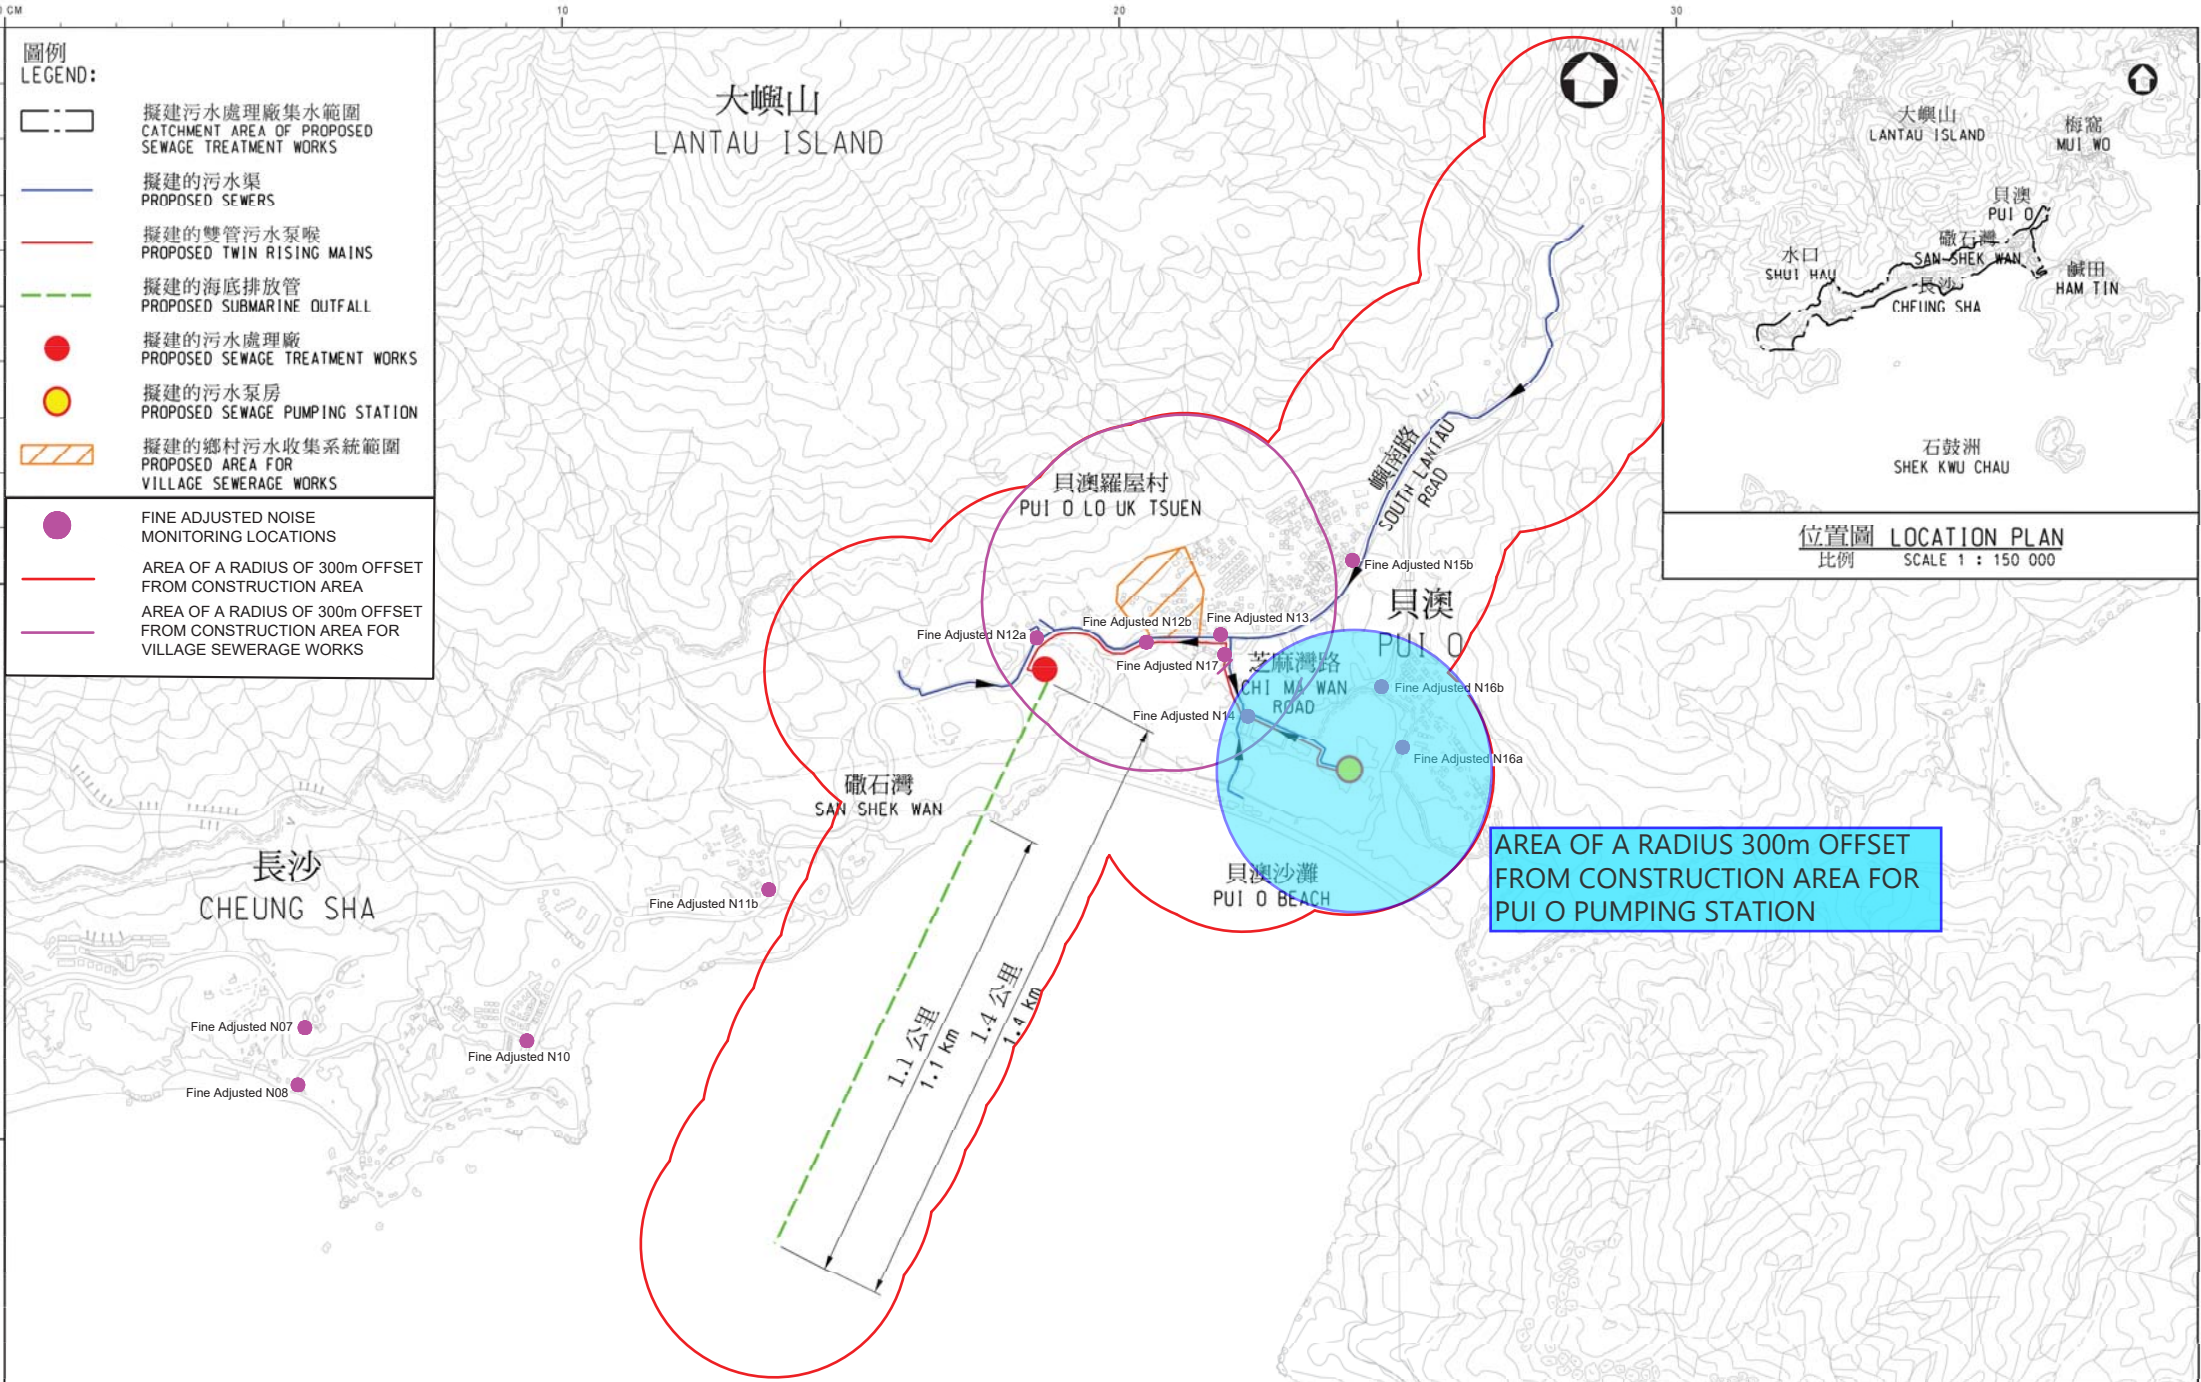 0 CM
10
20
30
圖例
LEGEND:
擬建污水處理廠集水範圍
CATCHMENT AREA OF PROPOSED
SEWAGE TREATMENT WORKS
擬建的污水渠
PROPOSED SEWERS
擬建的雙管污水泵喉
PROPOSED TWIN RISING MAINS
擬建的海底排放管
PROPOSED SUBMARINE OUTFALL
擬建的污水處理廠
PROPOSED SEWAGE TREATMENT WORKS
擬建的污水泵房
PROPOSED SEWAGE PUMPING STATION
擬建的鄉村污水收集系統範圍
PROPOSED AREA FOR
VILLAGE SEWERAGE WORKS
FINE ADJUSTED NOISE
MONITORING LOCATIONS
AREA OF A RADIUS OF 300m OFFSET
FROM CONSTRUCTION AREA
AREA OF A RADIUS OF 300m OFFSET
FROM CONSTRUCTION AREA FOR
VILLAGE SEWERAGE WORKS
大嶼山
LANTAU ISLAND
NAM SHAN
大嶼山
LANTAU ISLAND
梅窩
MUI WO
貝澳
PUI O
磡石灣
SAN SHEK WAN
水口
SHUI HAU
鹹田
HAM TIN
長沙
CHEUNG SHA
石鼓洲
SHEK KWU CHAU
位置圖 LOCATION PLAN
比例 SCALE 1 : 150 000
嶼南路
SOUTH LANTAU
ROAD
貝澳羅屋村
PUI O LO UK TSUEN
Fine Adjusted N15b
貝澳
PUI O
Fine Adjusted N12a
Fine Adjusted N12b
Fine Adjusted N13
Fine Adjusted N17
芝麻灣路
CHI MA WAN
ROAD
Fine Adjusted N16b
Fine Adjusted N14
Fine Adjusted N16a
磡石灣
SAN SHEK WAN
貝澳沙灘
PUI O BEACH
AREA OF A RADIUS 300m OFFSET
FROM CONSTRUCTION AREA FOR
PUI O PUMPING STATION
長沙
CHEUNG SHA
Fine Adjusted N11b
1.1 公里
1.1 km
1.4 公里
1.4 km
Fine Adjusted N07
Fine Adjusted N10
Fine Adjusted N08